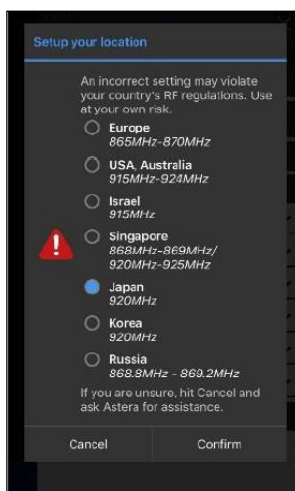 Setup your location
An incorrect setting may violate
your country's RF regulations. Use
at your own risk.
Europe
865MHz-870MHz
USA, Australia
915MHz-924MHz
Israel
915MHz
Singapore
868MHz-869MHz/
920MHz-925MHz
Japan
920MHz
Korea
920MHz
Russia
868.8MHz - 869.2MHz
If you are unsure, hit Cancel and
ask Astera for assistance.
Cancel Confirm